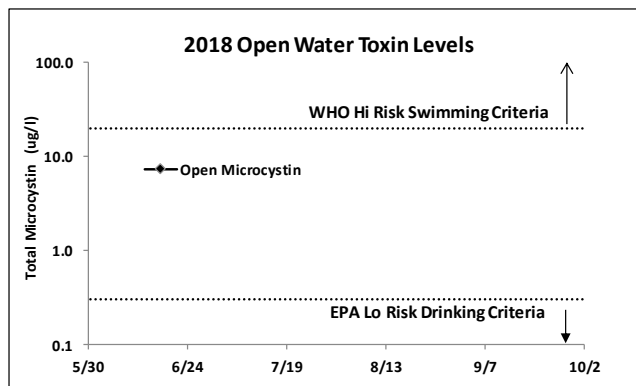 2018 Open Water Toxin Levels
100.0
WHO Hi Risk Swimming Criteria
10.0
Open Microcystin
Total Microcystin (ug/l)
1.0
EPA Lo Risk Drinking Criteria
0.1
5/30 6/24 7/19 8/13 9/7 10/2